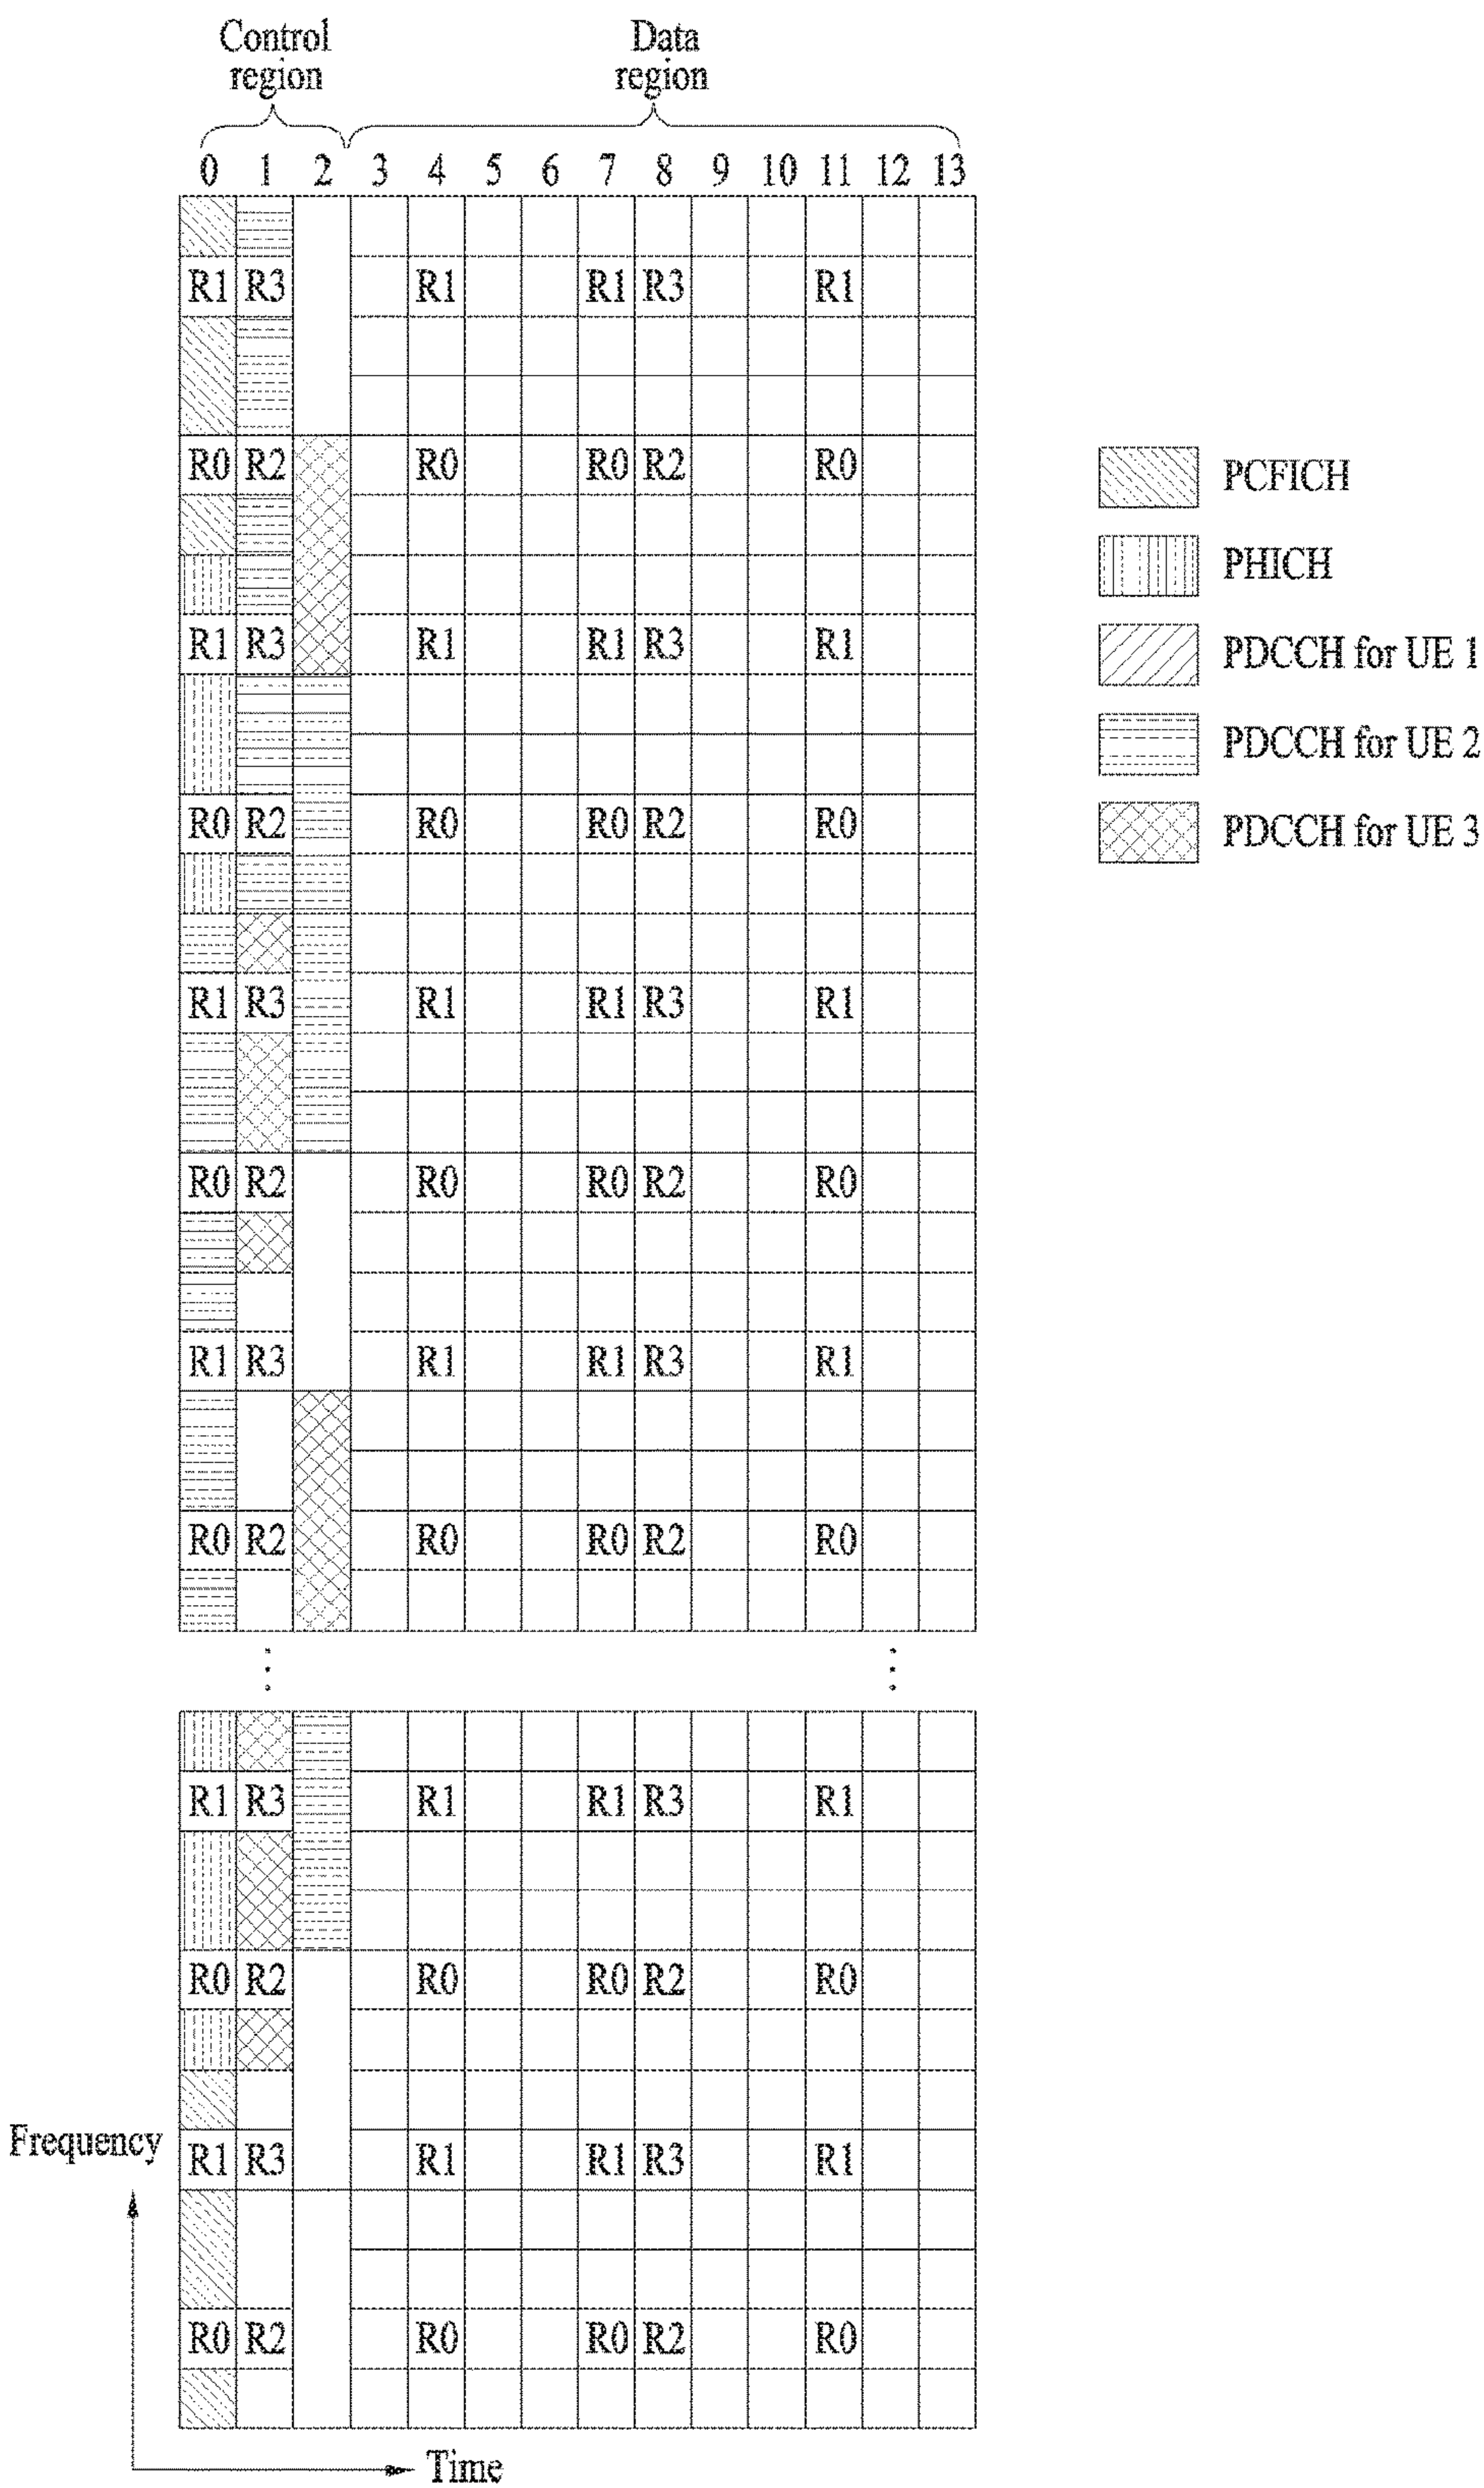 Control region
Data region
0 1 2 3 4 5 6 7 8 9 10 11 12 13
R1 R3 R1 R1 R3 R1
R0 R2 R0 R0 R2 R0
PCFICH
PHICH
R1 R3 R1 R1 R3 R1
PDCCH for UE 1
PDCCH for UE 2
R0 R2 R0 R0 R2 R0
PDCCH for UE 3
R1 R3 R1 R1 R3 R1
R0 R2 R0 R0 R2 R0
R1 R3 R1 R1 R3 R1
R0 R2 R0 R0 R2 R0
R1 R3 R1 R1 R3 R1
R0 R2 R0 R0 R2 R0
Frequency
R1 R3 R1 R1 R3 R1
R0 R2 R0 R0 R2 R0
Time